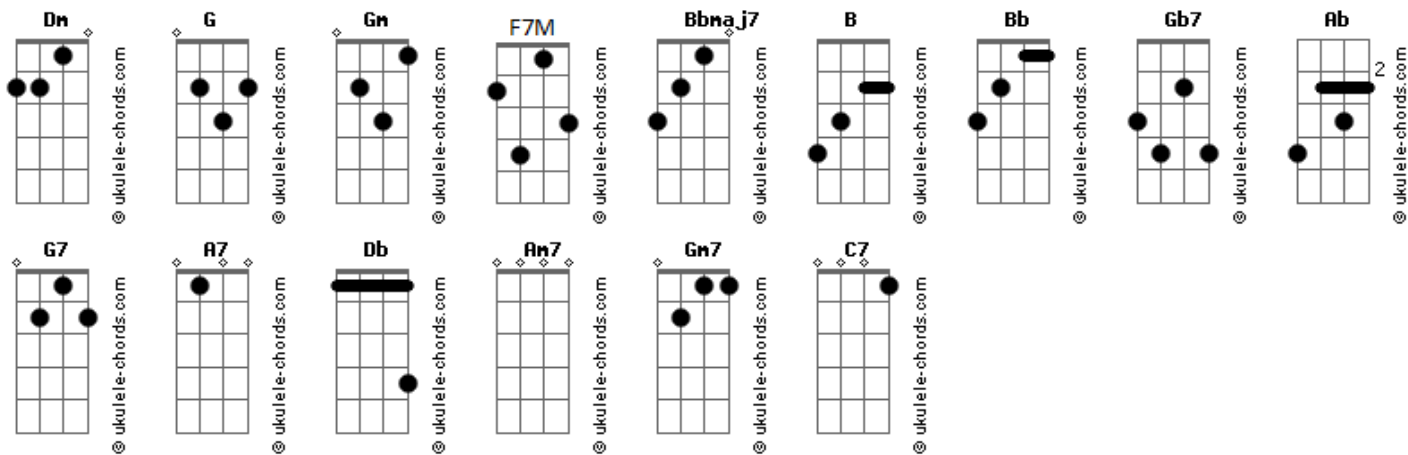 Dm G Gm F7M Bbmaj7 B Bb Gb7 Ab
2
© ukulele-chords.com © ukulele-chords.com © ukulele-chords.com © ukulele-chords.com © ukulele-chords.com © ukulele-chords.com © ukulele-chords.com © ukulele-chords.com © ukulele-chords.com
G7 A7 Db Am7 Gm7 C7
© ukulele-chords.com © ukulele-chords.com © ukulele-chords.com © ukulele-chords.com © ukulele-chords.com © ukulele-chords.com